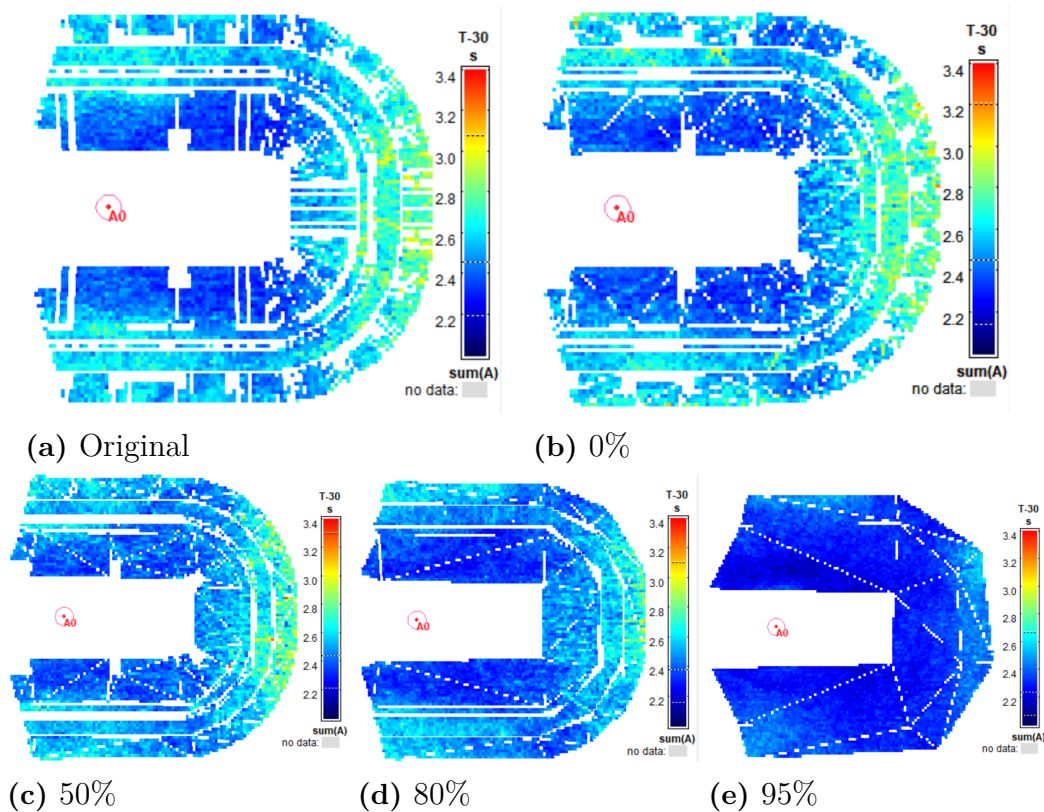 T-30
s
3.4
3.2
3.0
2.8
2.6
2.4
2.2
sum(A)
no data:
A0
T-30
s
3.4
3.2
3.0
2.8
2.6
2.4
2.2
sum(A)
no data:
A0
(a) Original
(b) 0%
T-30
s
3.4
3.2
3.0
2.8
2.6
2.4
2.2
sum(A)
no data:
A0
T-30
s
3.4
3.2
3.0
2.8
2.6
2.4
2.2
sum(A)
no data:
A0
T-30
s
3.4
3.2
3.0
2.8
2.6
2.4
2.2
sum(A)
no data:
A0
(c) 50%
(d) 80%
(e) 95%